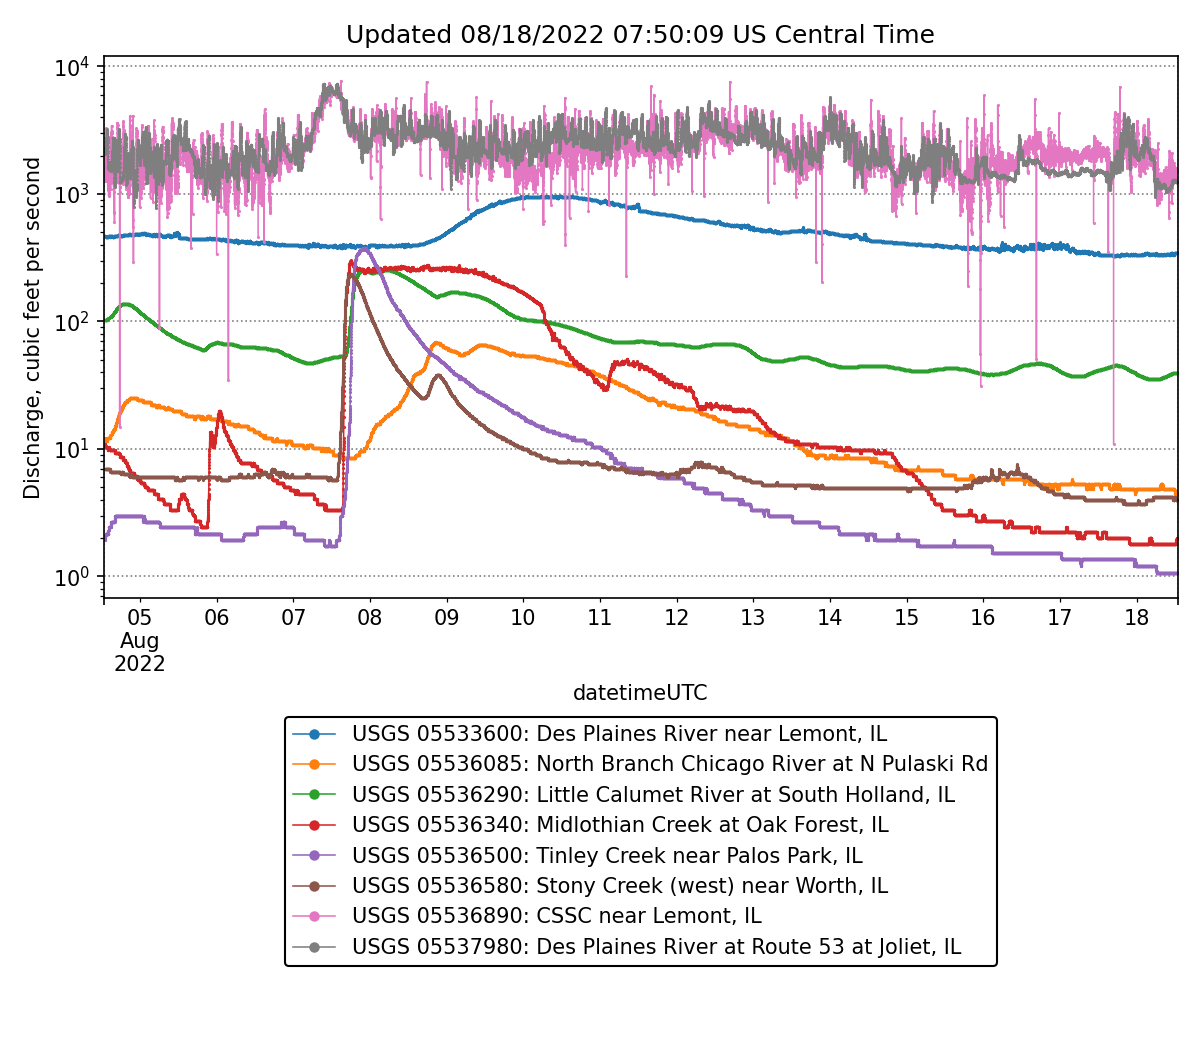 Updated 08/18/2022 07:50:09 US Central Time
Discharge, cubic feet per second
10^4
10^3
10^2
10^1
10^0
05 06 07 08 09 10 11 12 13 14 15 16 17 18
Aug
2022
datetimeUTC
USGS 05533600: Des Plaines River near Lemont, IL
USGS 05536085: North Branch Chicago River at N Pulaski Rd
USGS 05536290: Little Calumet River at South Holland, IL
USGS 05536340: Midlothian Creek at Oak Forest, IL
USGS 05536500: Tinley Creek near Palos Park, IL
USGS 05536580: Stony Creek (west) near Worth, IL
USGS 05536890: CSSC near Lemont, IL
USGS 05537980: Des Plaines River at Route 53 at Joliet, IL